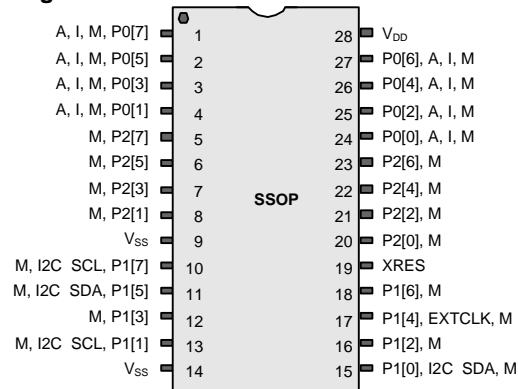 A, I, M, P0[7] 1 28 VDD
A, I, M, P0[5] 2 27 P0[6], A, I, M
A, I, M, P0[3] 3 26 P0[4], A, I, M
A, I, M, P0[1] 4 25 P0[2], A, I, M
M, P2[7] 5 24 P0[0], A, I, M
M, P2[5] 6 23 P2[6], M
M, P2[3] 7 22 P2[4], M
SSOP
M, P2[1] 8 21 P2[2], M
VSS 9 20 P2[0], M
M, I2C SCL, P1[7] 10 19 XRES
M, I2C SDA, P1[5] 11 18 P1[6], M
M, P1[3] 12 17 P1[4], EXTCLK, M
M, I2C SCL, P1[1] 13 16 P1[2], M
VSS 14 15 P1[0], I2C SDA, M